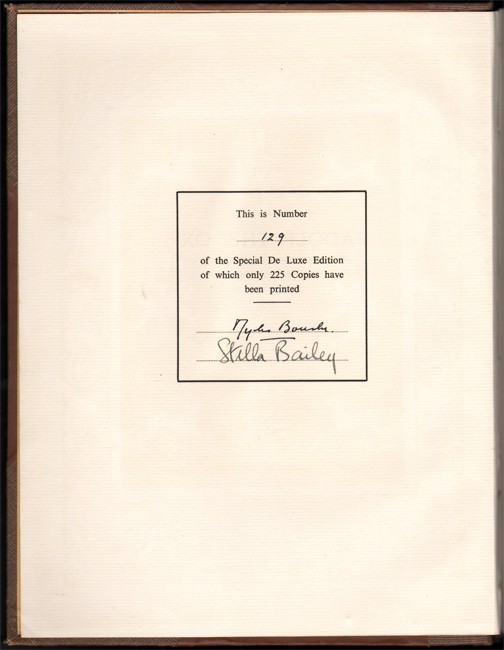 This is Number
129
of the Special De Luxe Edition
of which only 225 Copies have
been printed
Myles Bourke.
Stella Bailey